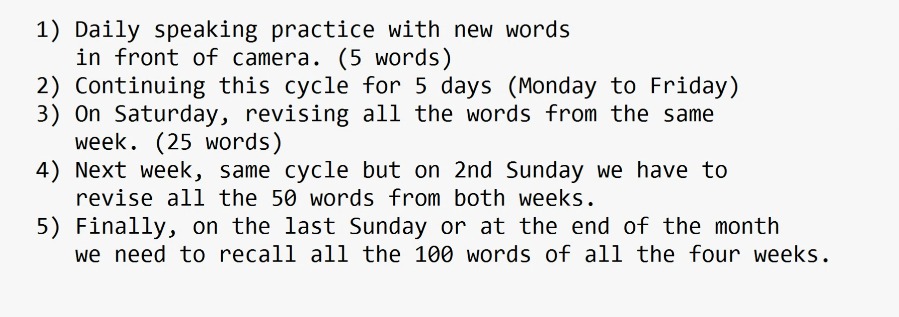 1) Daily speaking practice with new words
in front of camera. (5 words)
2) Continuing this cycle for 5 days (Monday to Friday)
3) On Saturday, revising all the words from the same
week. (25 words)
4) Next week, same cycle but on 2nd Sunday we have to
revise all the 50 words from both weeks.
5) Finally, on the last Sunday or at the end of the month
we need to recall all the 100 words of all the four weeks.